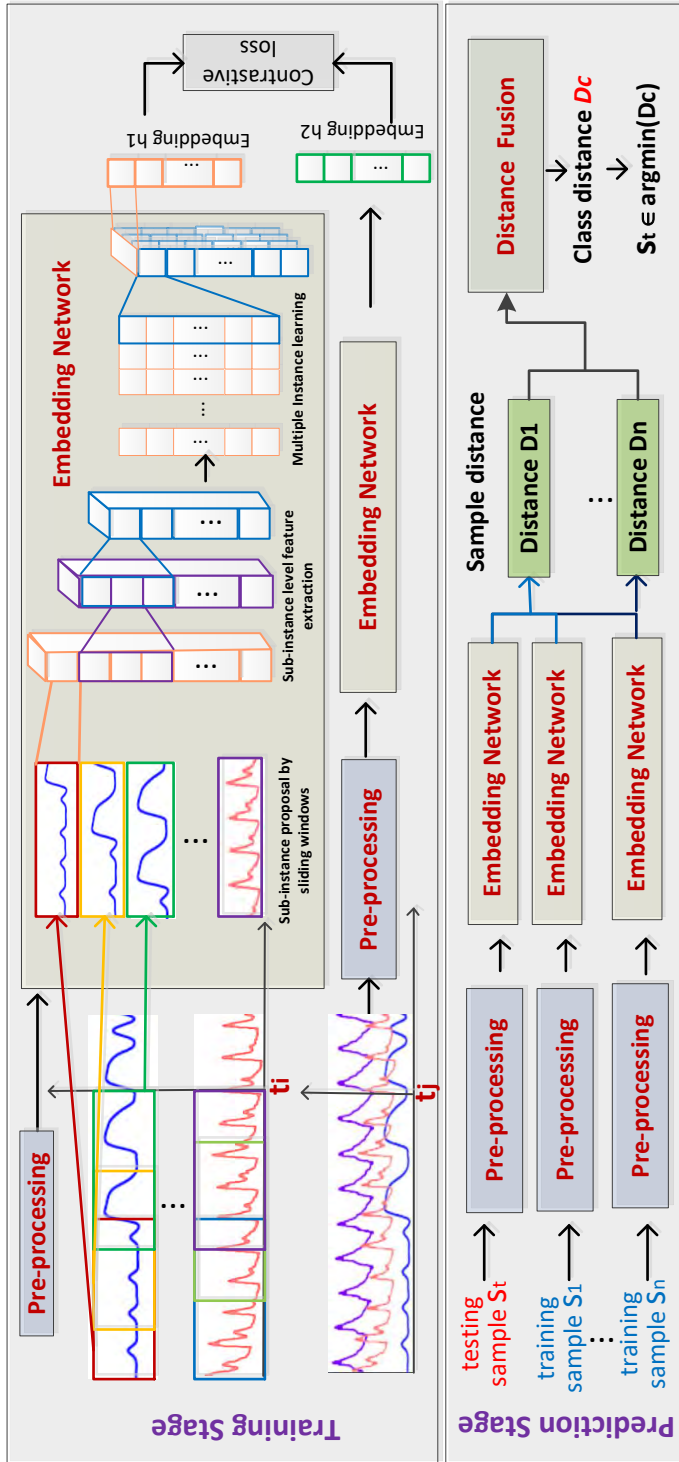 Training Stage
Pre-processing
...
ti
tj
Sub-instance proposal by
sliding windows
...
Embedding Network
Sub-instance level feature
extraction
...
...
...
Multiple Instance learning
...
...
...
...
...
...
Embedding h1
...
Contrastive
loss
Embedding h2
...
Pre-processing
Embedding Network
Prediction Stage
testing
sample St
Pre-processing
Embedding Network
training
sample S1
Pre-processing
Embedding Network
...
training
sample Sn
Pre-processing
Embedding Network
Sample distance
Distance D1
...
Distance Dn
Distance Fusion
Class distance Dc
St ∈ argmin(Dc)